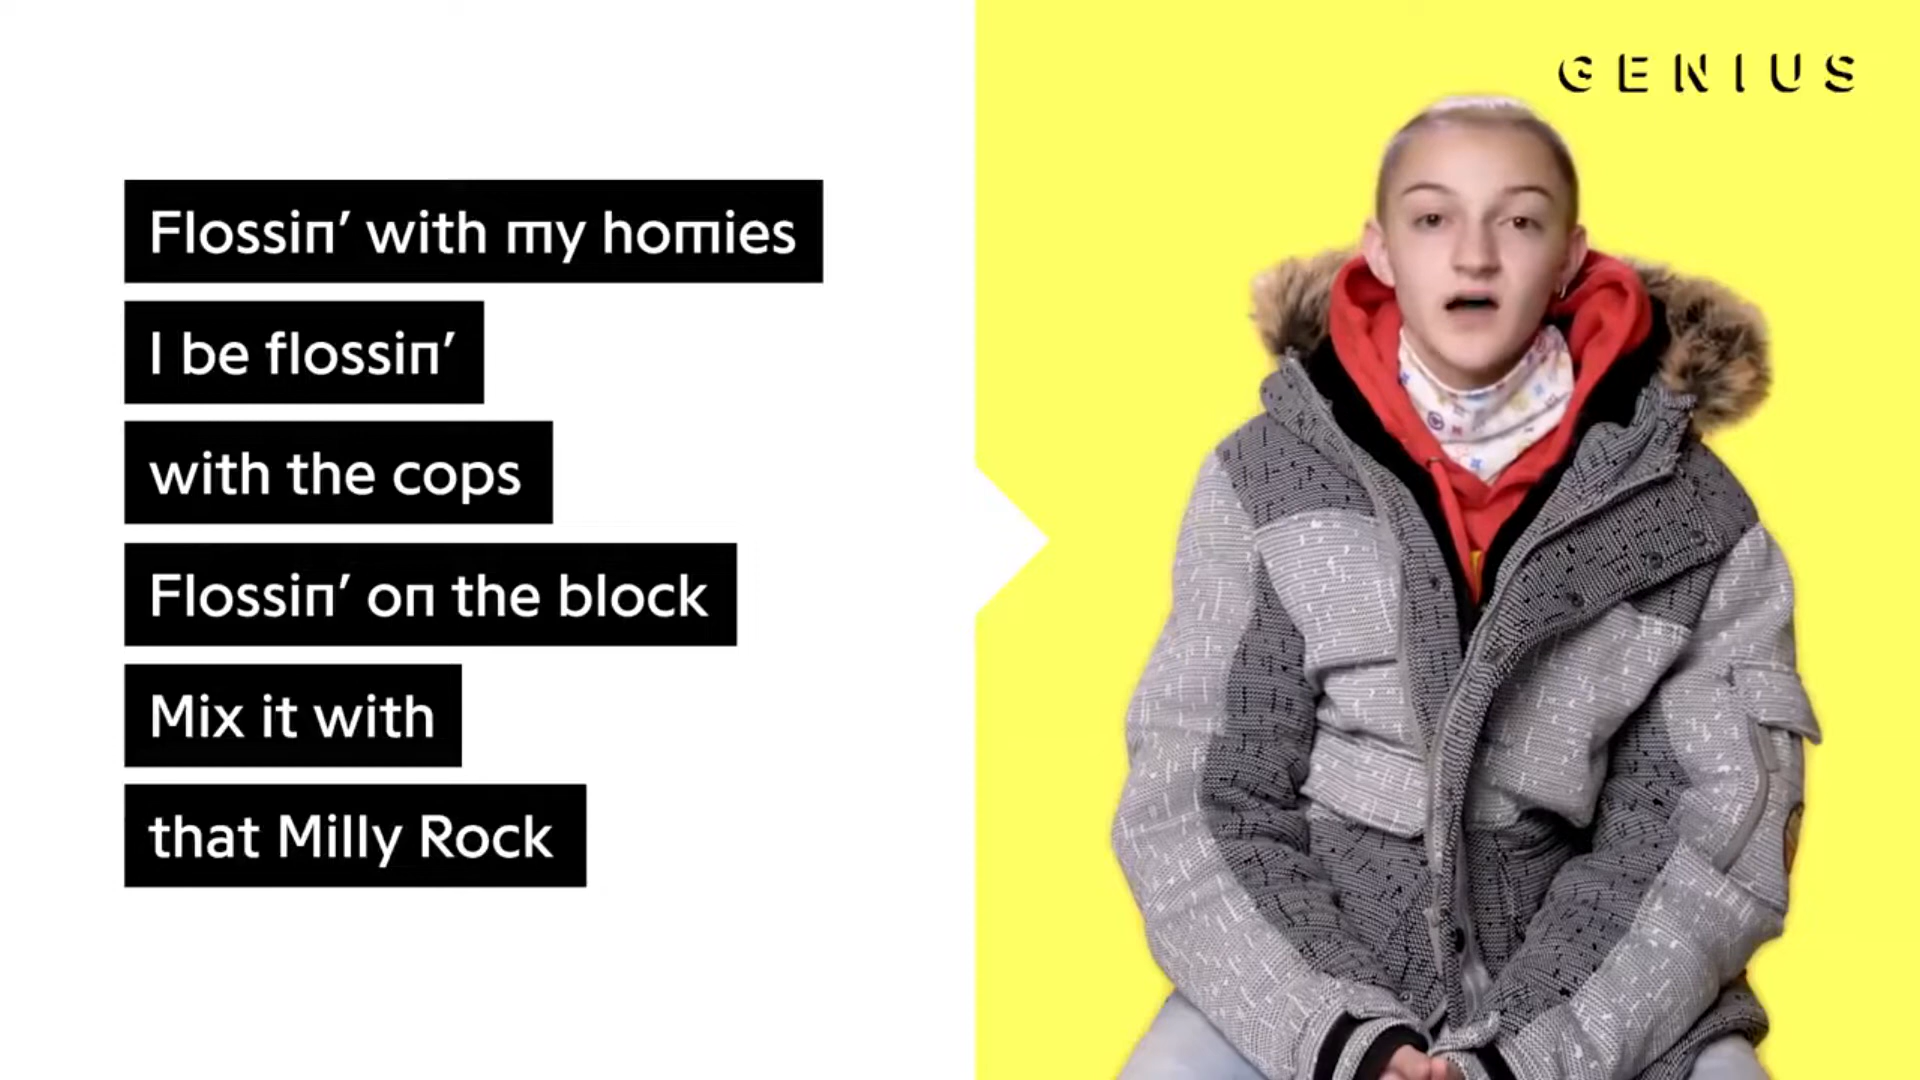 Flossin’ with my homies
I be flossin’
with the cops
Flossin’ on the block
Mix it with
that Milly Rock
GENIUS